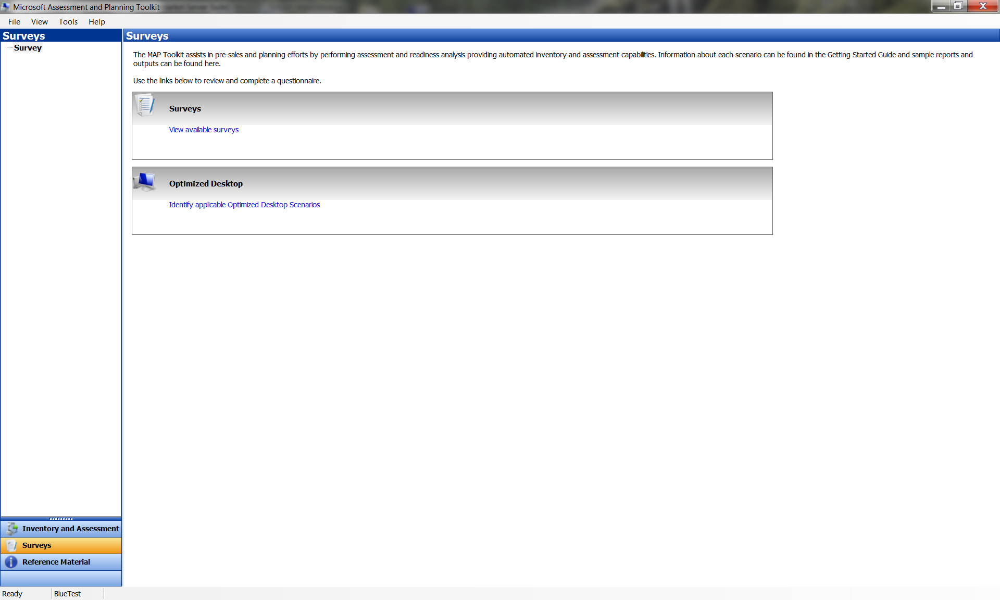 Microsoft Assessment and Planning Toolkit
File View Tools Help
Surveys
Survey
Surveys
The MAP Toolkit assists in pre-sales and planning efforts by performing assessment and readiness analysis providing automated inventory and assessment capabilities. Information about each scenario can be found in the Getting Started Guide and sample reports and
outputs can be found here.
Use the links below to review and complete a questionnaire.
Surveys
View available surveys
Optimized Desktop
Identify applicable Optimized Desktop Scenarios
Inventory and Assessment
Surveys
Reference Material
Ready BlueTest